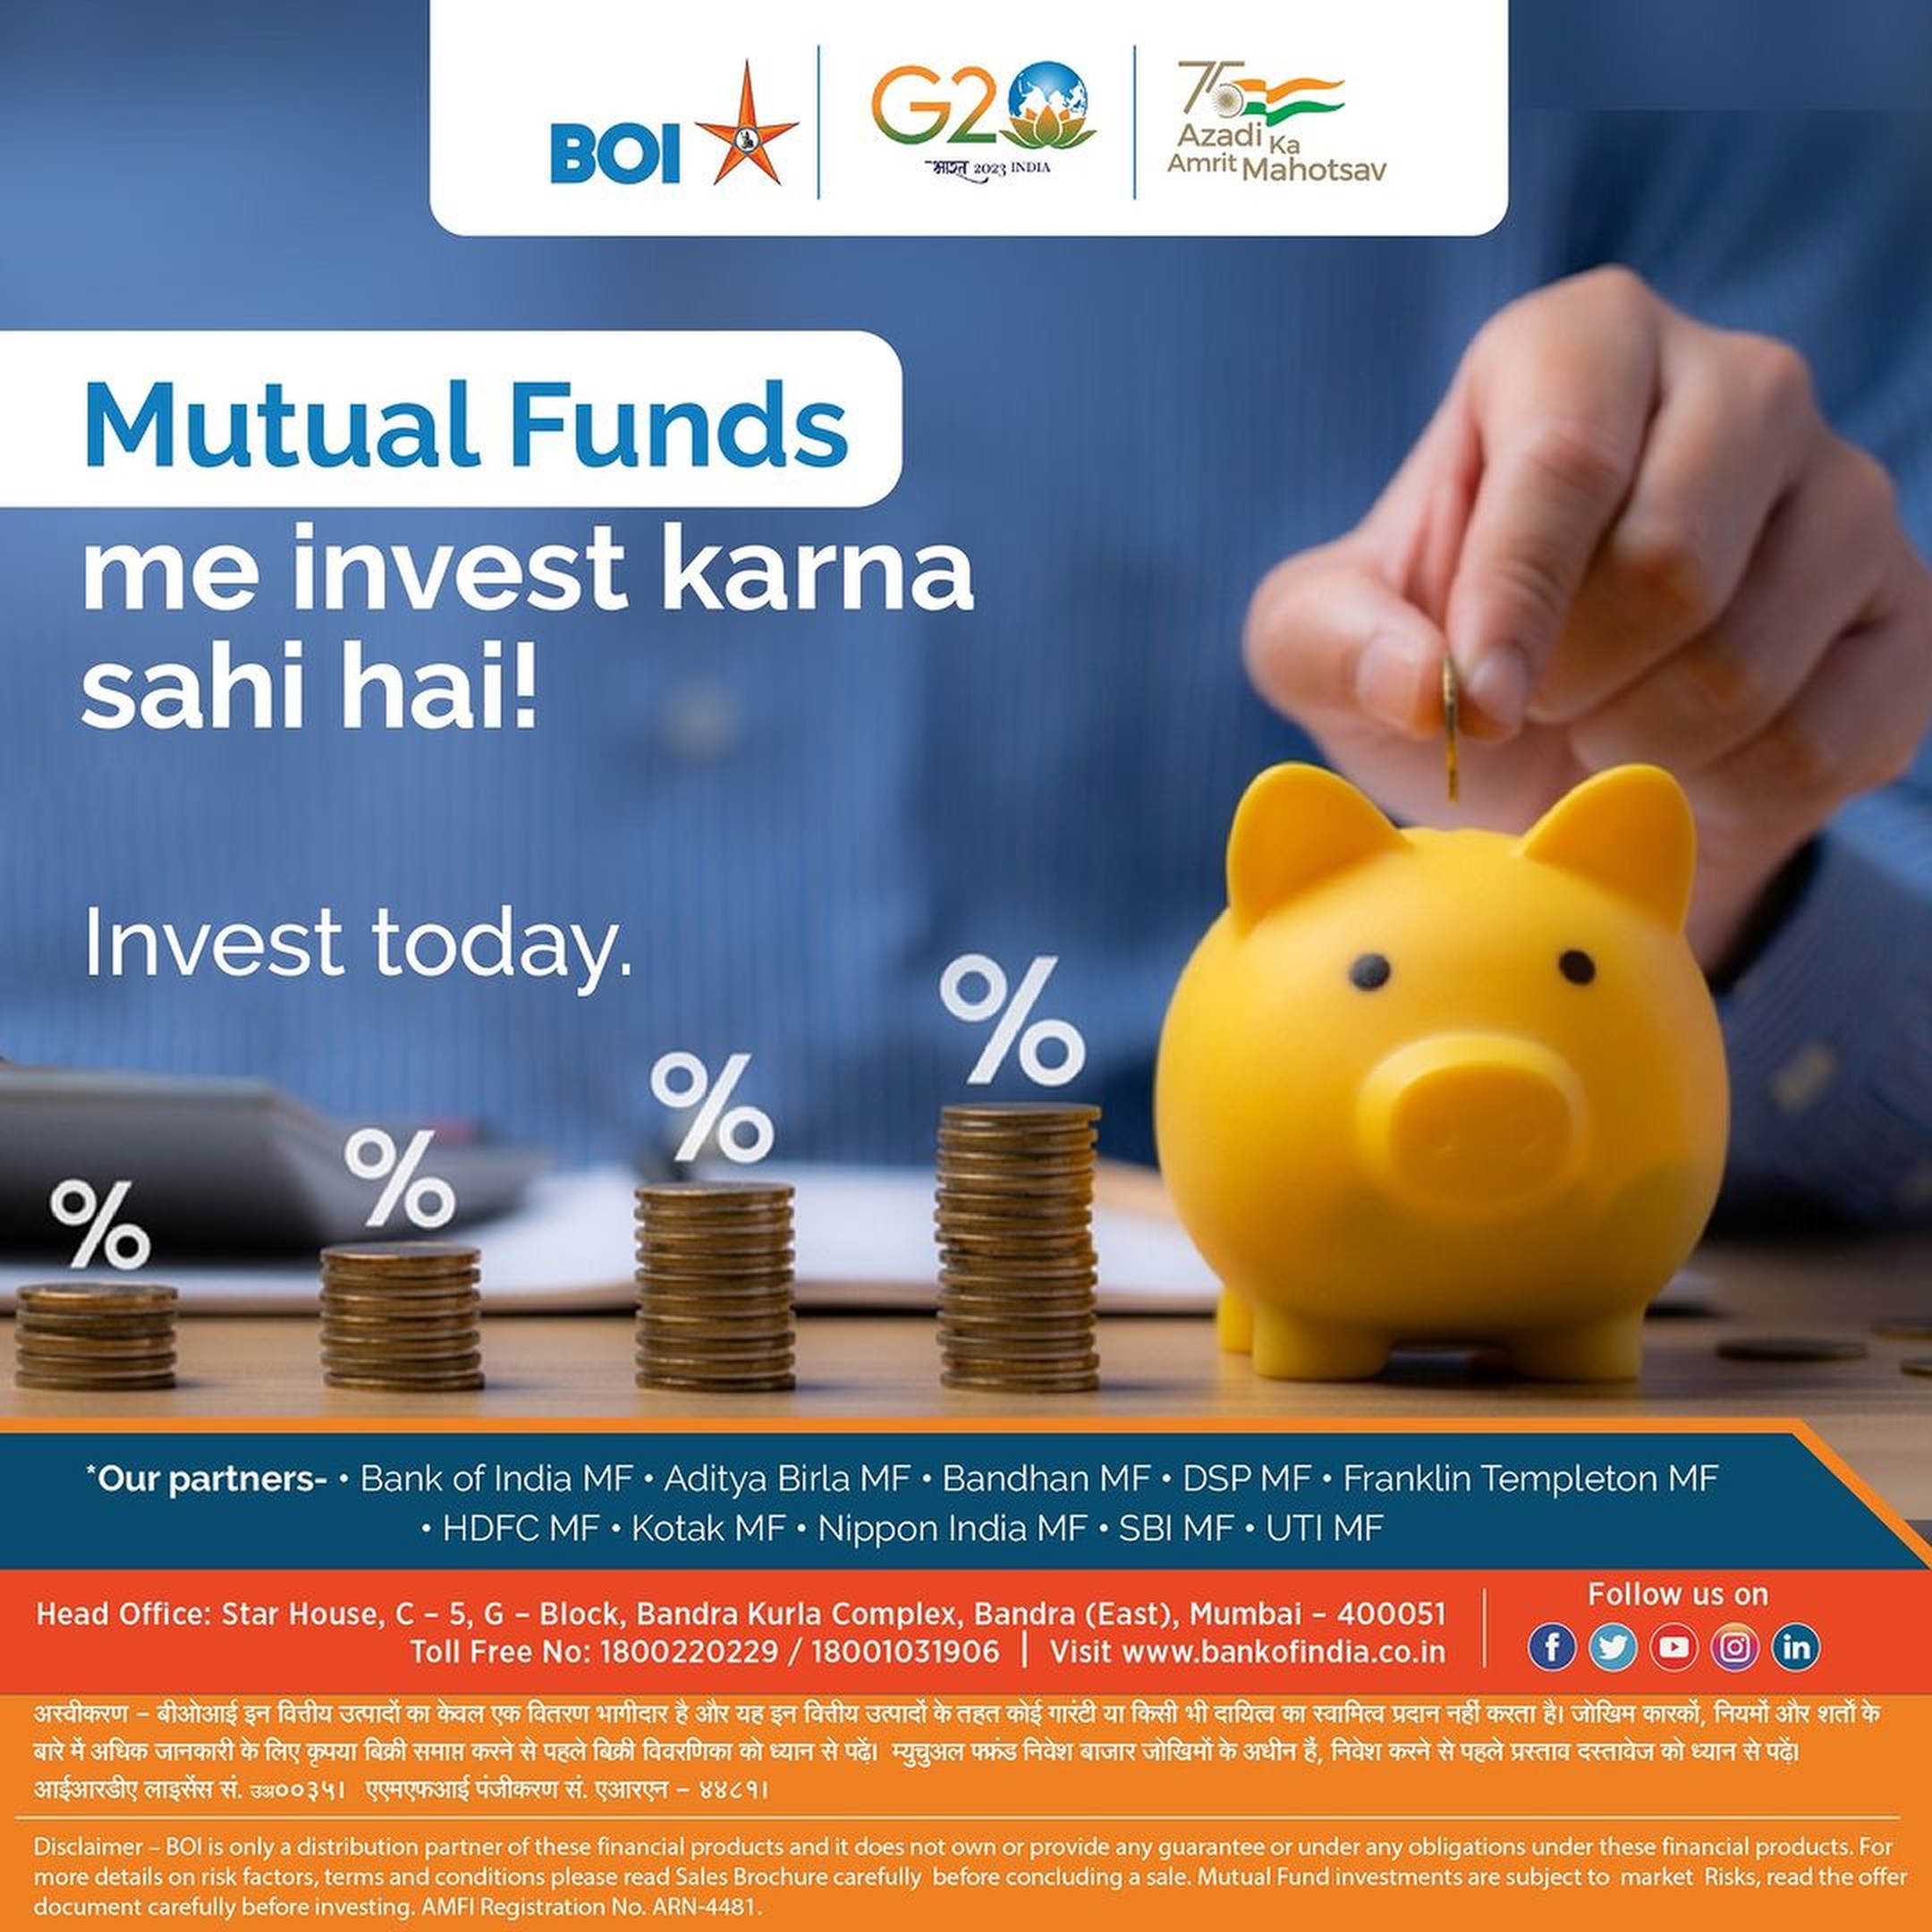 BOI
G20
भारत 2023 INDIA
75
Azadi Ka
Amrit Mahotsav
Mutual Funds
me invest karna
sahi hai!
Invest today.
% % % %
*Our partners- • Bank of India MF • Aditya Birla MF • Bandhan MF • DSP MF • Franklin Templeton MF
• HDFC MF • Kotak MF • Nippon India MF • SBI MF • UTI MF
Head Office: Star House, C – 5, G – Block, Bandra Kurla Complex, Bandra (East), Mumbai – 400051
Toll Free No: 1800220229 / 18001031906 | Visit www.bankofindia.co.in
Follow us on
अस्वीकरण – बीओआई इन वित्तीय उत्पादों का केवल एक वितरण भागीदार है और यह इन वित्तीय उत्पादों के तहत कोई गारंटी या किसी भी दायित्व का स्वामित्व प्रदान नहीं करता है। जोखिम कारकों, नियमों और शर्तों के
बारे में अधिक जानकारी के लिए कृपया बिक्री समाप्त करने से पहले बिक्री विवरणिका को ध्यान से पढ़ें। म्युचुअल फ्फंड निवेश बाजार जोखिमों के अधीन हैं, निवेश करने से पहले प्रस्ताव दस्तावेज को ध्यान से पढ़ें।
आईआरडीए लाइसेंस सं. उअ००३५। एएमएफआई पंजीकरण सं. एआरएन – ४४८१।
Disclaimer – BOI is only a distribution partner of these financial products and it does not own or provide any guarantee or under any obligations under these financial products. For
more details on risk factors, terms and conditions please read Sales Brochure carefully before concluding a sale. Mutual Fund investments are subject to market Risks, read the offer
document carefully before investing. AMFI Registration No. ARN-4481.